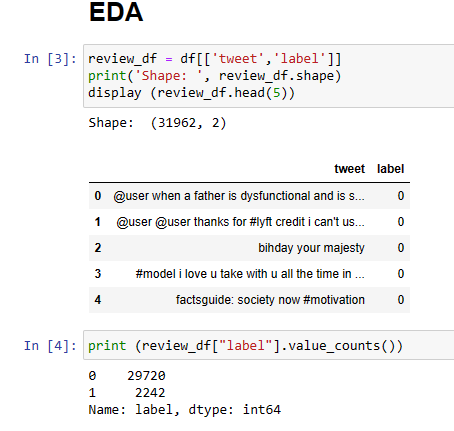 EDA
In [3]: review_df = df[['tweet','label']]
print('Shape: ', review_df.shape)
display (review_df.head(5))
Shape:  (31962, 2)
tweet label
0 @user when a father is dysfunctional and is s... 0
1 @user @user thanks for #lyft credit i can't us... 0
2 bihday your majesty 0
3 #model i love u take with u all the time in ... 0
4 factsguide: society now #motivation 0
In [4]: print (review_df["label"].value_counts())
0    29720
1     2242
Name: label, dtype: int64